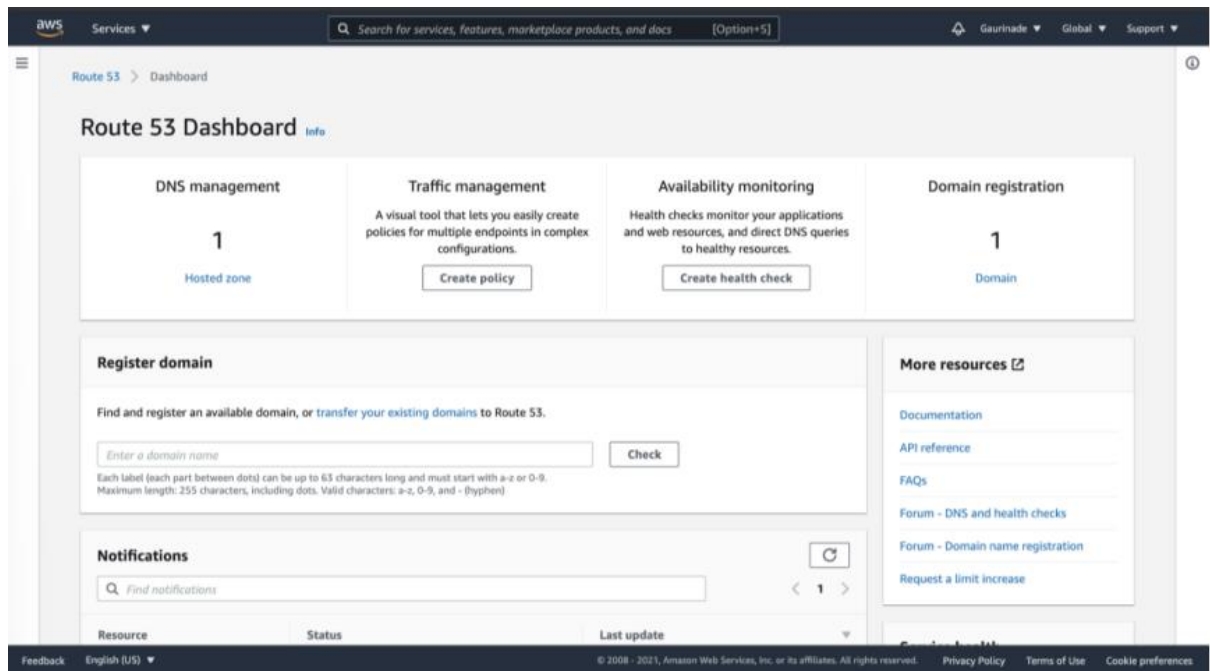 aws
Services ▼
Search for services, features, marketplace products, and docs [Option+S]
Gaurinade ▼
Global ▼
Support ▼
Route 53 > Dashboard
Route 53 Dashboard Info
DNS management
1
Hosted zone
Traffic management
A visual tool that lets you easily create
policies for multiple endpoints in complex
configurations.
Create policy
Availability monitoring
Health checks monitor your applications
and web resources, and direct DNS queries
to healthy resources.
Create health check
Domain registration
1
Domain
Register domain
Find and register an available domain, or transfer your existing domains to Route 53.
Enter a domain name
Check
Each label (each part between dots) can be up to 63 characters long and must start with a-z or 0-9.
Maximum length: 255 characters, including dots. Valid characters: a-z, 0-9, and - (hyphen)
Notifications
Find notifications
< 1 >
Resource
Status
Last update
More resources
Documentation
API reference
FAQs
Forum - DNS and health checks
Forum - Domain name registration
Request a limit increase
Service health
Feedback
English (US) ▼
© 2008 - 2021, Amazon Web Services, Inc. or its affiliates. All rights reserved.
Privacy Policy
Terms of Use
Cookie preferences